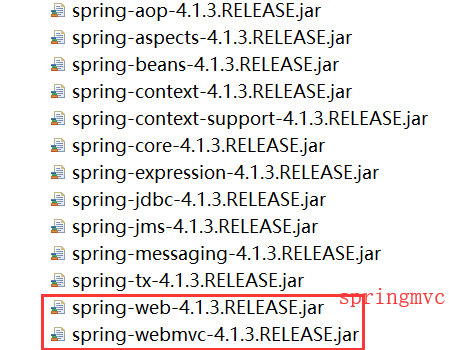 spring-aop-4.1.3.RELEASE.jar
spring-aspects-4.1.3.RELEASE.jar
spring-beans-4.1.3.RELEASE.jar
spring-context-4.1.3.RELEASE.jar
spring-context-support-4.1.3.RELEASE.jar
spring-core-4.1.3.RELEASE.jar
spring-expression-4.1.3.RELEASE.jar
spring-jdbc-4.1.3.RELEASE.jar
spring-jms-4.1.3.RELEASE.jar
spring-messaging-4.1.3.RELEASE.jar
spring-tx-4.1.3.RELEASE.jar
springmvc
spring-web-4.1.3.RELEASE.jar
spring-webmvc-4.1.3.RELEASE.jar